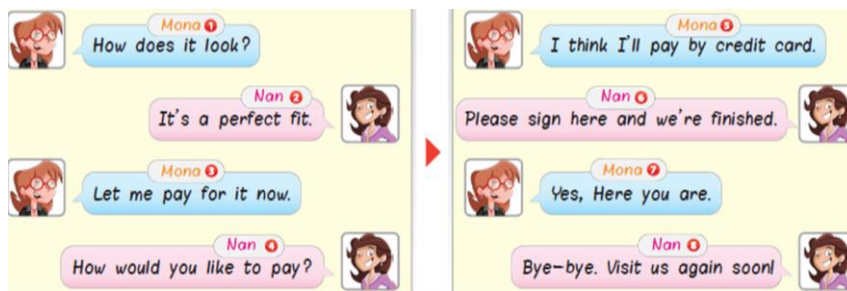 Mona 1
How does it look?
Nan 2
It's a perfect fit.
Mona 3
Let me pay for it now.
Nan 4
How would you like to pay?
Mona 5
I think I'll pay by credit card.
Nan 6
Please sign here and we're finished.
Mona 7
Yes, Here you are.
Nan 8
Bye-bye. Visit us again soon!